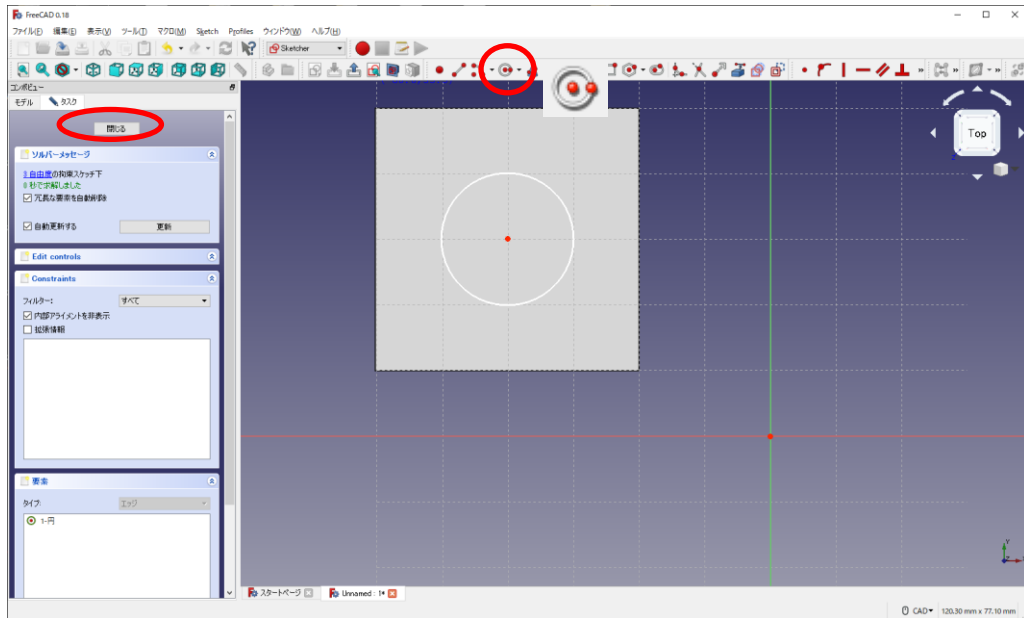 FreeCAD 0.18
ファイル(F) 編集(E) 表示(V) ツール(T) マクロ(M) Sketch Profiles ウィンドウ(W) ヘルプ(H)
Sketcher
コンボビュー
モデル タスク
閉じる
ソルバーメッセージ
3 自由度の拘束スケッチ下
0 秒で求解しました
冗長な要素を自動削除
自動更新する 更新
Edit controls
Constraints
フィルター: すべて
内部アライメントを非表示
拡張情報
要素
タイプ: エッジ
1-円
Top
Z
Y
スタートページ Unnamed : 1*
CAD 120.30 mm x 77.10 mm